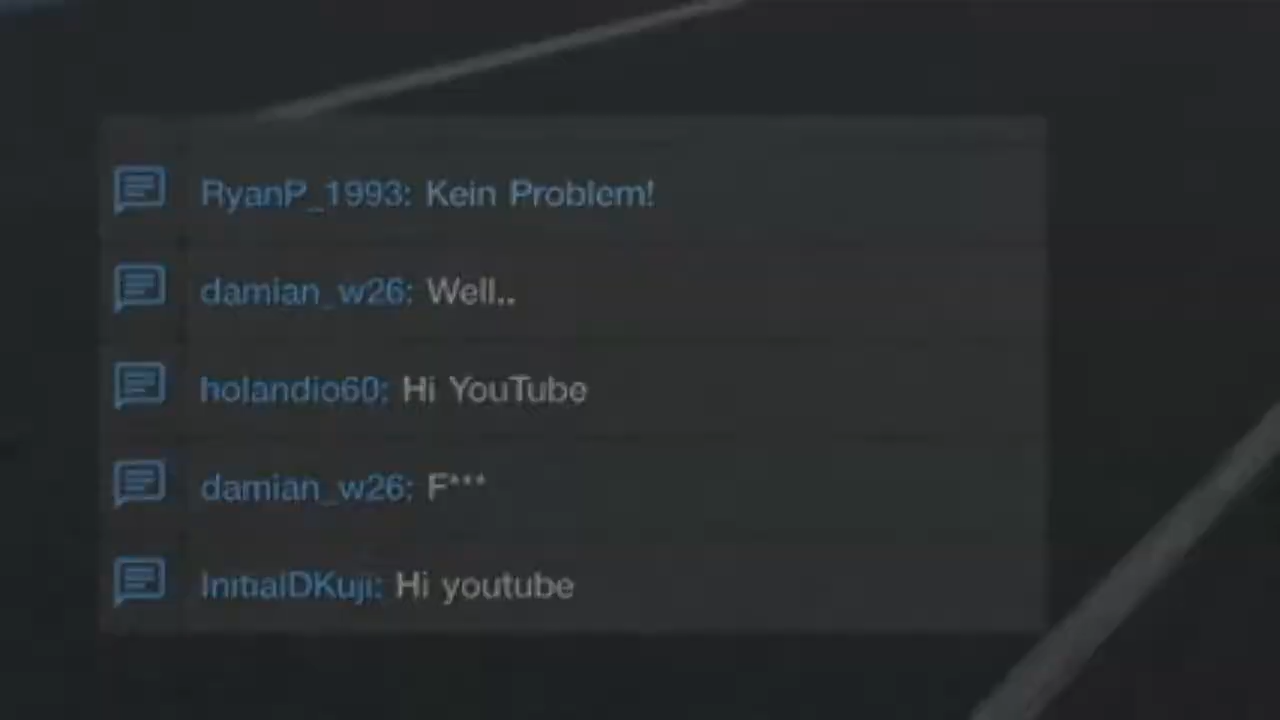 RyanP_1993: Kein Problem!
damian_w26: Well..
holandio60: Hi YouTube
damian_w26: F***
InitialDKuji: Hi youtube